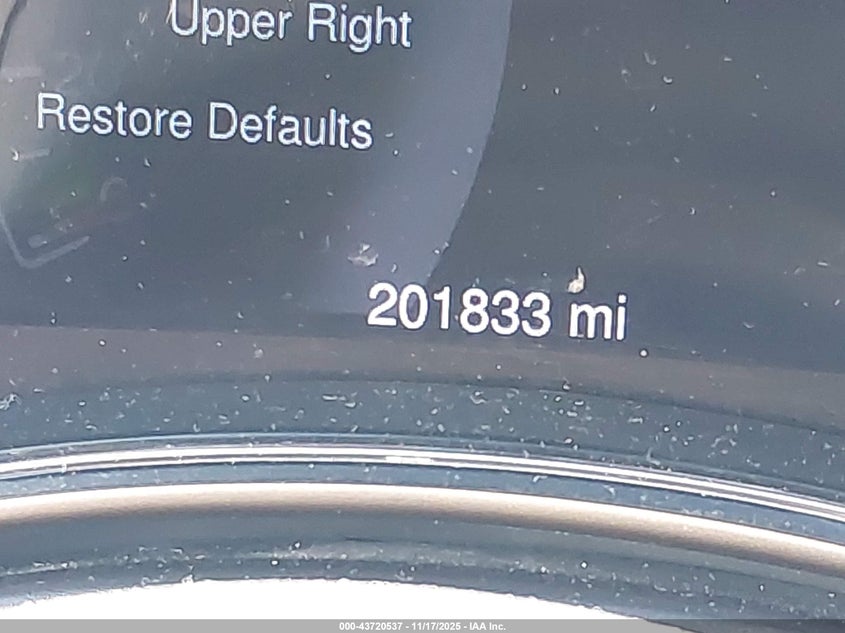 Upper Right
Restore Defaults
201833 mi
000-43720537 - 11/17/2025 - IAA Inc.